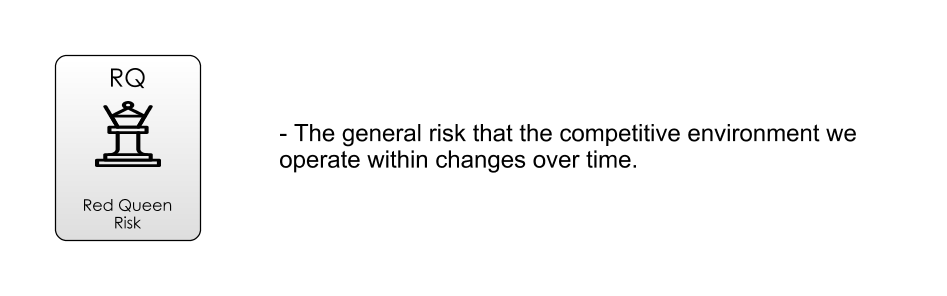 RQ
Red Queen
Risk
- The general risk that the competitive environment we
operate within changes over time.